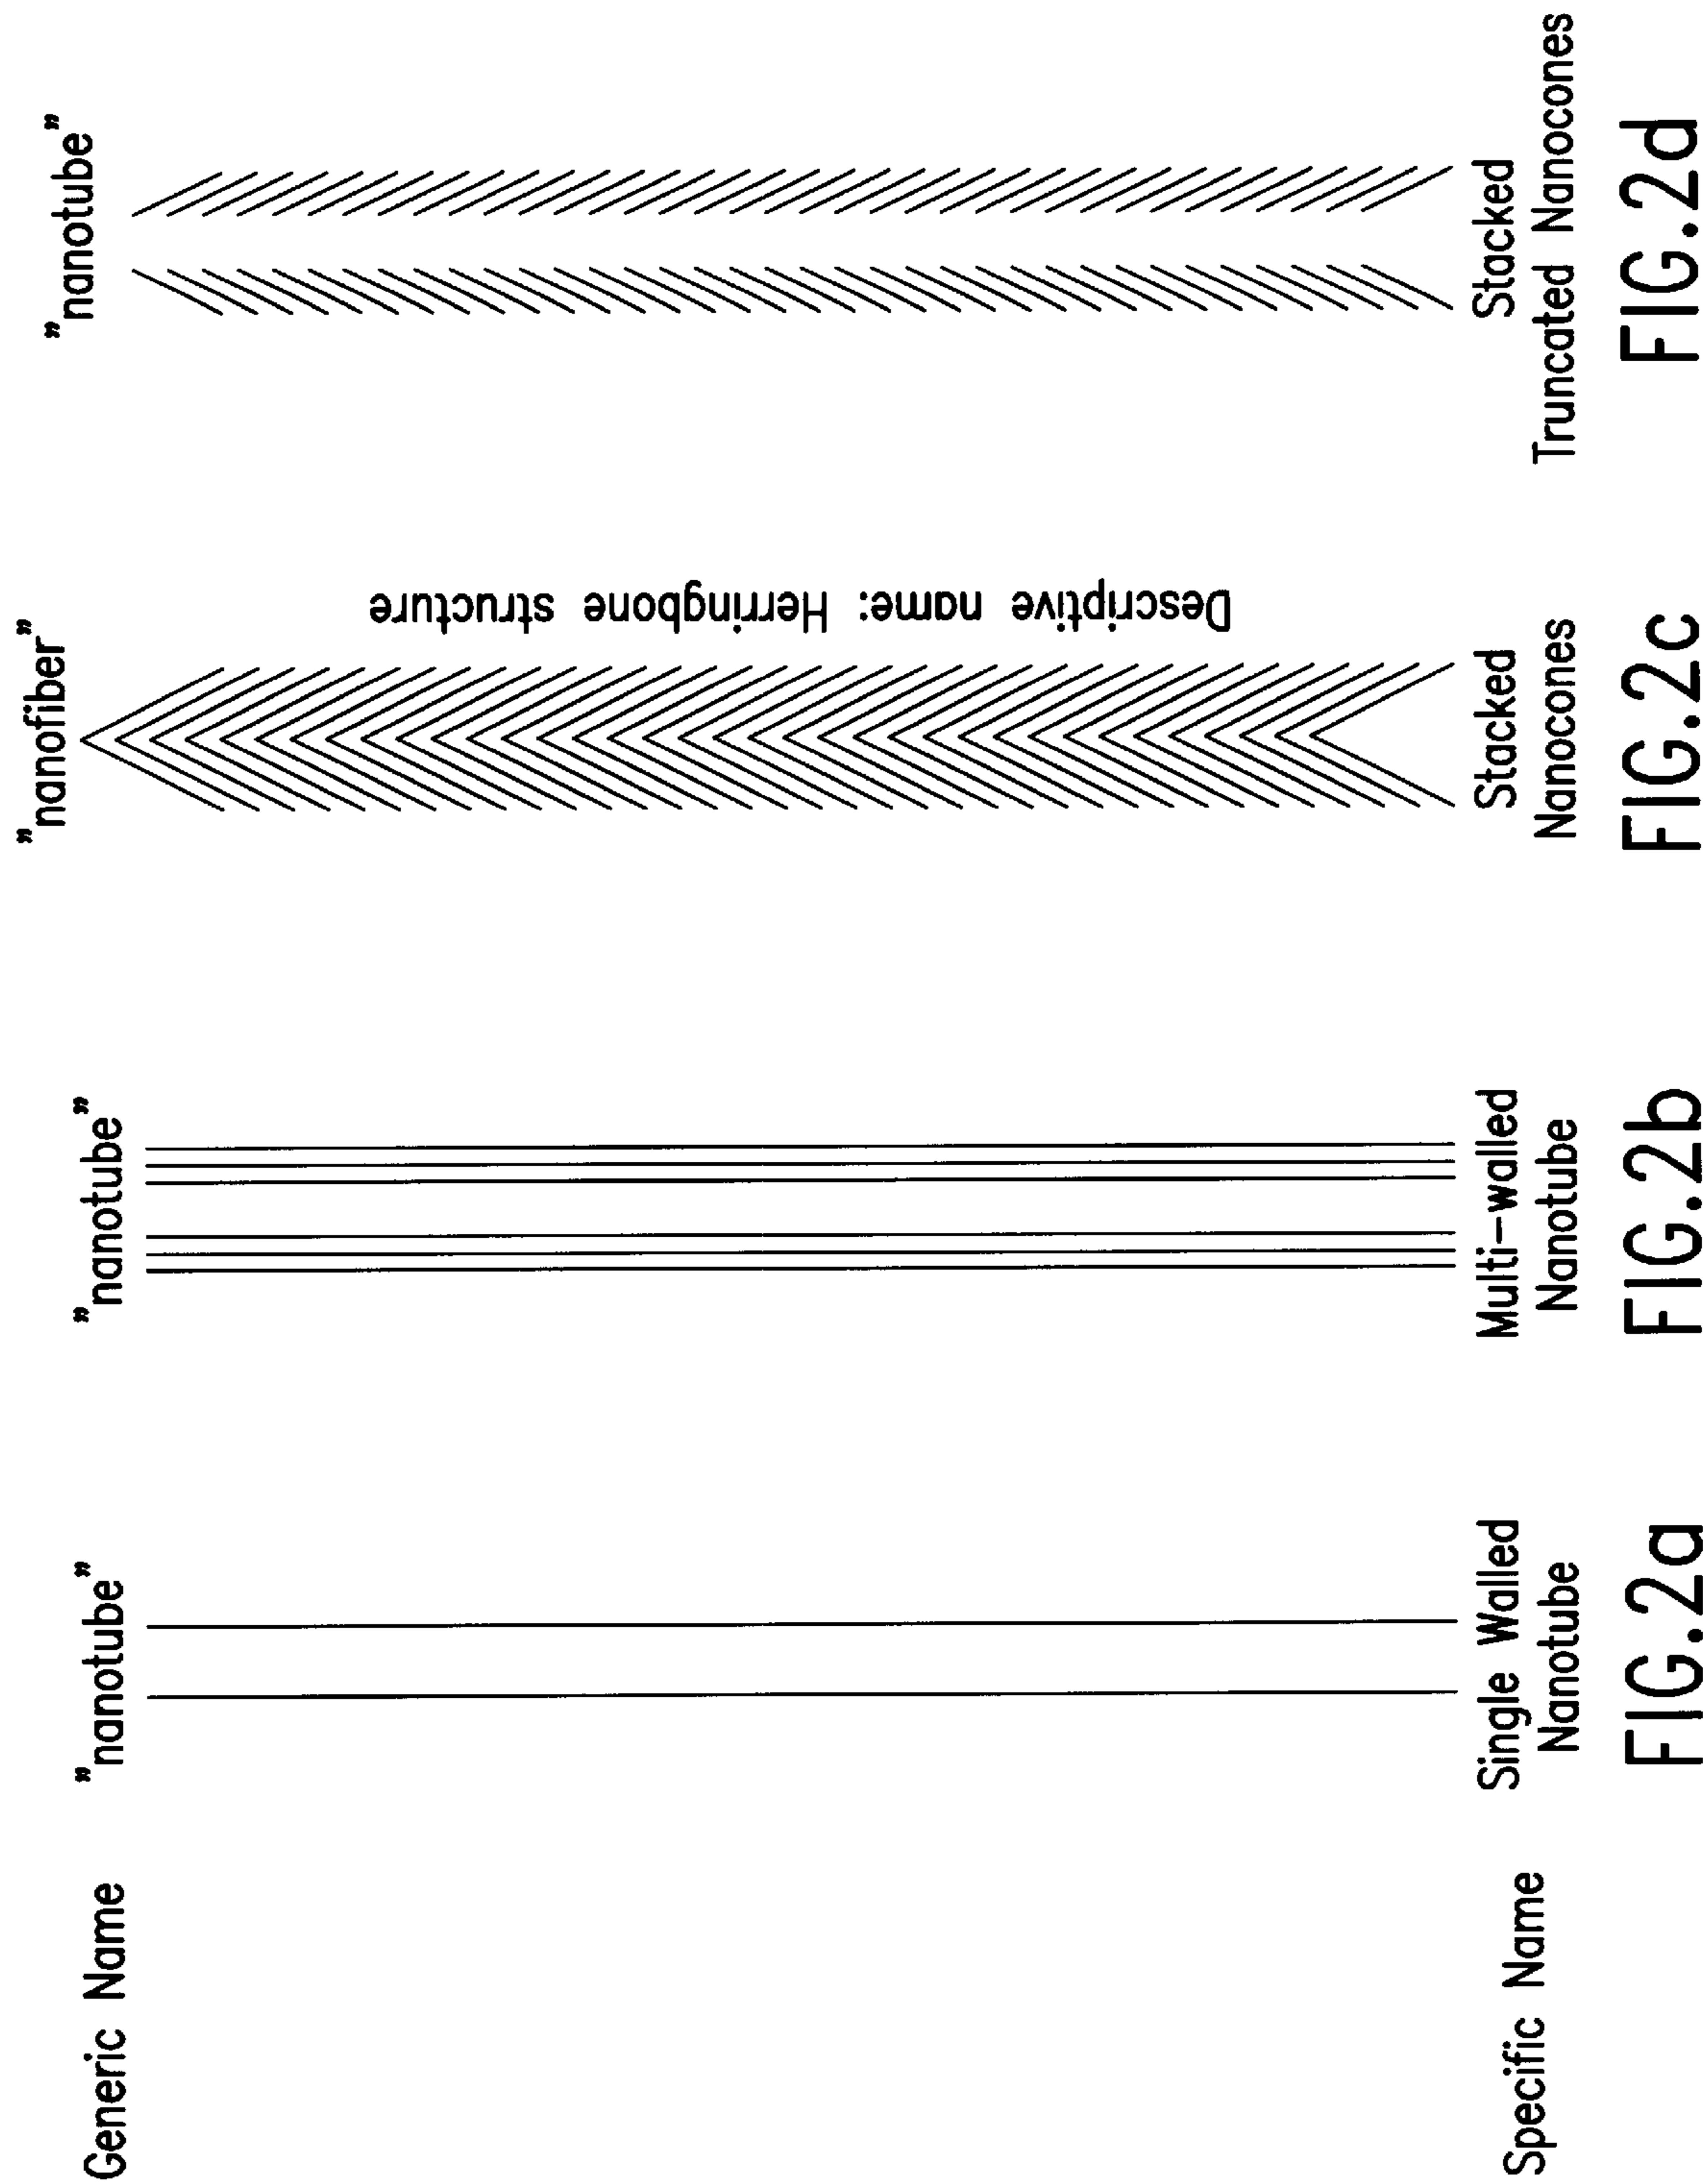 Generic Name
"nanotube"
"nanotube"
"nanofiber"
"nanotube"
Descriptive name: Herringbone structure
Specific Name
Single Walled
Nanotube
Multi-walled
Nanotube
Stacked
Nanocones
Stacked
Truncated Nanocones
FIG.2a
FIG.2b
FIG.2c
FIG.2d